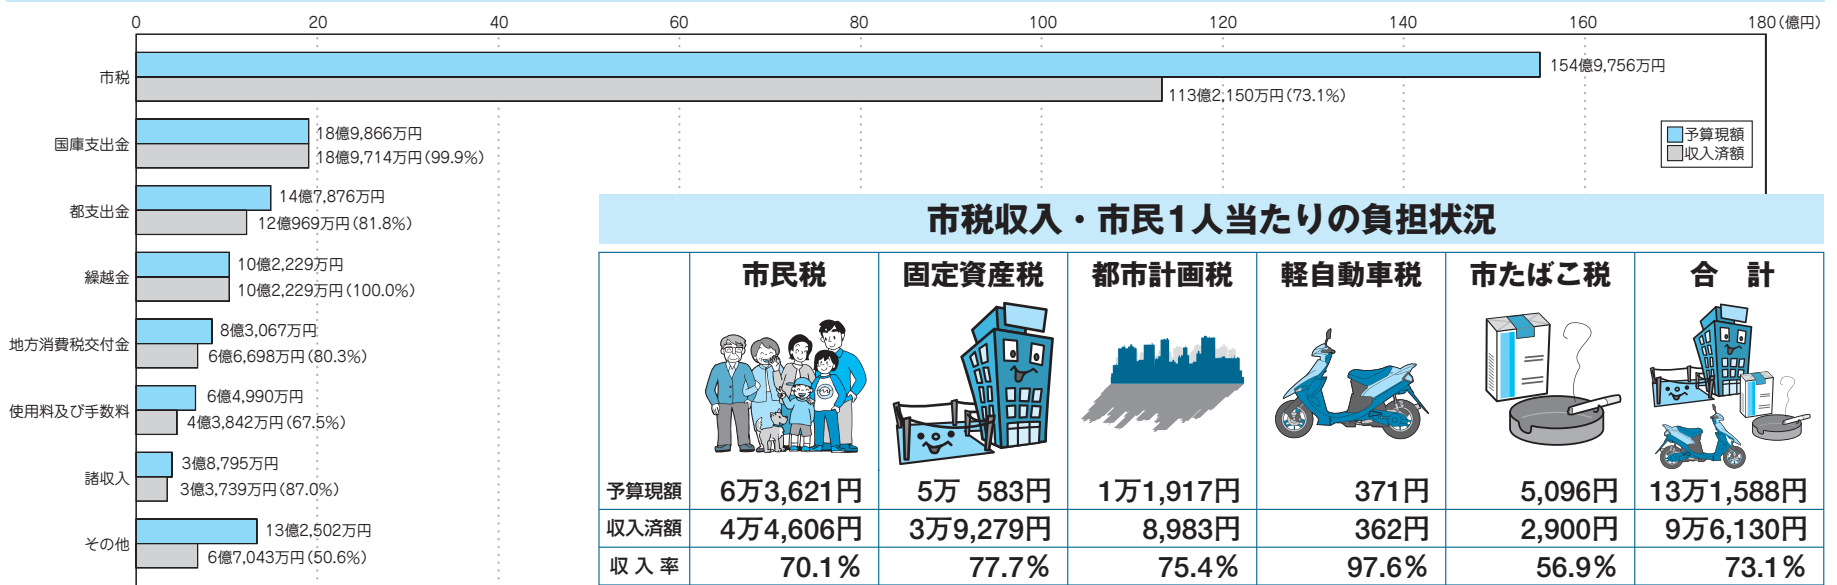 0 20 40 60 80 100 120 140 160 180(億円)
市税
154億9,756万円
113億2,150万円(73.1%)
国庫支出金
18億9,866万円
18億9,714万円(99.9%)
予算現額
収入済額
都支出金
14億7,876万円
12億969万円(81.8%)
繰越金
10億2,229万円
10億2,229万円(100.0%)
地方消費税交付金
8億3,067万円
6億6,698万円(80.3%)
使用料及び手数料
6億4,990万円
4億3,842万円(67.5%)
諸収入
3億8,795万円
3億3,739万円(87.0%)
その他
13億2,502万円
6億7,043万円(50.6%)
市税収入・市民1人当たりの負担状況
市民税 固定資産税 都市計画税 軽自動車税 市たばこ税 合 計
予算現額 6万3,621円 5万 583円 1万1,917円 371円 5,096円 13万1,588円
収入済額 4万4,606円 3万9,279円 8,983円 362円 2,900円 9万6,130円
収 入 率 70.1% 77.7% 75.4% 97.6% 56.9% 73.1%